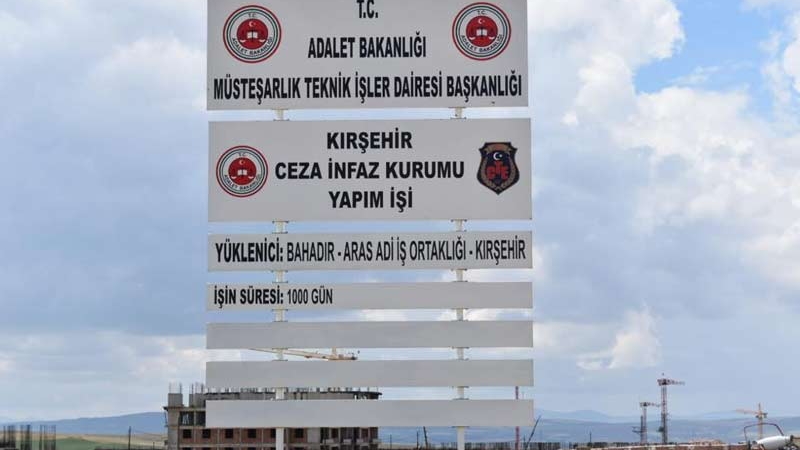 T.C.
ADALET BAKANLIĞI
MÜSTEŞARLIK TEKNİK İŞLER DAİRESİ BAŞKANLIĞI
KIRŞEHİR
CEZA İNFAZ KURUMU
YAPIM İŞİ
YÜKLENİCİ: BAHADIR - ARAS ADİ İŞ ORTAKLIĞI - KIRŞEHİR
İŞİN SÜRESİ: 1000 GÜN